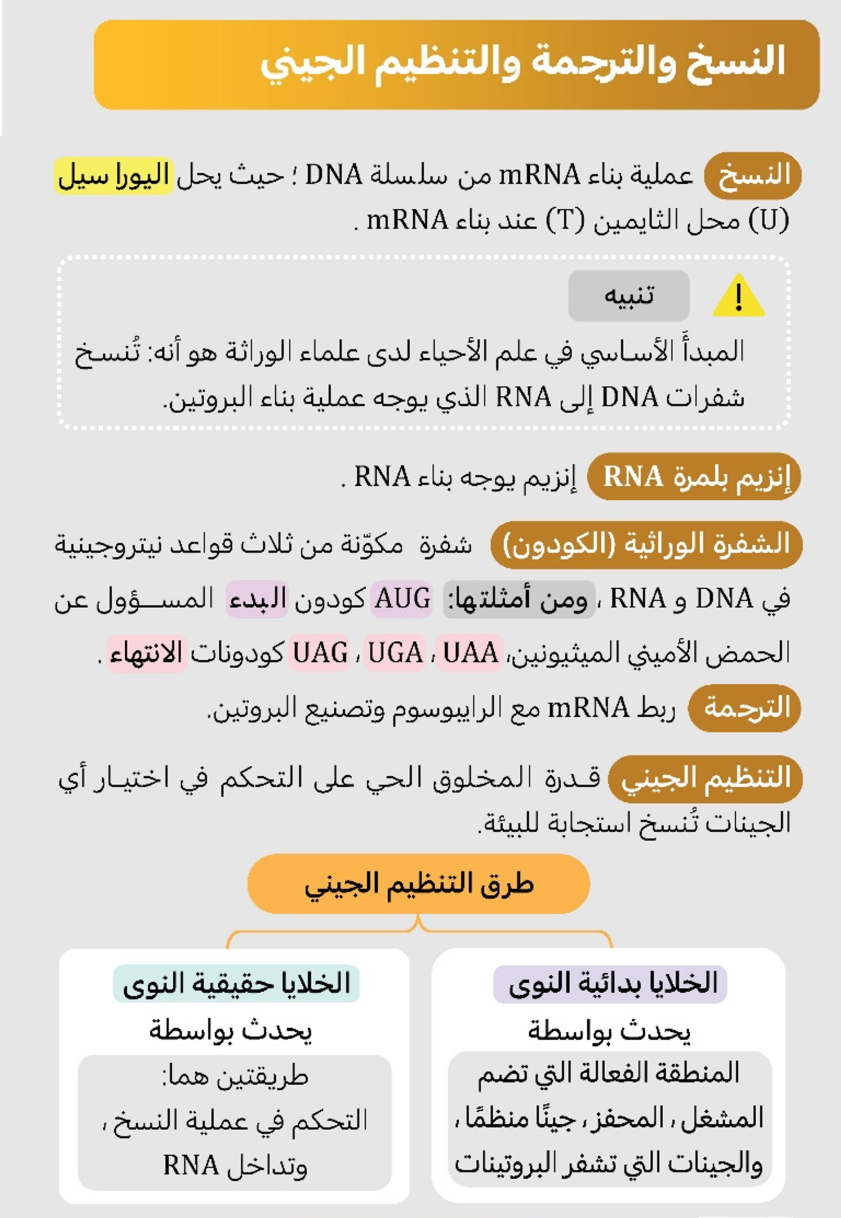 النسخ والترجمة والتنظيم الجيني
النسخ عملية بناء mRNA من سلسلة DNA ؛ حيث يحل اليوراسيل
(U) محل الثايمين (T) عند بناء mRNA .
تنبيه
المبدأ الأساسي في علم الأحياء لدى علماء الوراثة هو أنه: تُنسخ
شفرات DNA إلى RNA الذي يوجه عملية بناء البروتين.
إنزيم بلمرة RNA إنزيم يوجه بناء RNA .
الشفرة الوراثية (الكودون) شفرة مكوّنة من ثلاث قواعد نيتروجينية
في DNA و RNA ، ومن أمثلتها: AUG كودون البدء المسؤول عن
الحمض الأميني الميثيونين، UAA ، UGA ، UAG كودونات الانتهاء .
الترجمة ربط mRNA مع الرايبوسوم وتصنيع البروتين.
التنظيم الجيني قدرة المخلوق الحي على التحكم في اختيار أي
الجينات تُنسخ استجابة للبيئة.
طرق التنظيم الجيني
الخلايا بدائية النوى
يحدث بواسطة
المنطقة الفعالة التي تضم
المشغل، المحفز، جينًا منظمًا،
والجينات التي تشفر البروتينات
الخلايا حقيقية النوى
يحدث بواسطة
طريقتين هما:
التحكم في عملية النسخ ،
وتداخل RNA